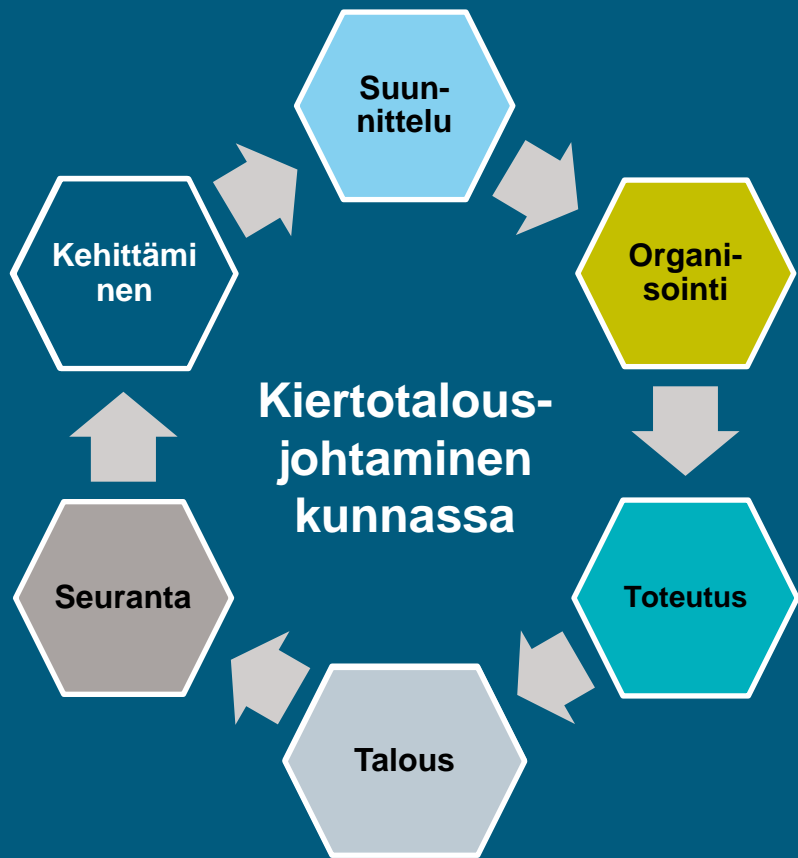 Suun-
nittelu
Organi-
sointi
Toteutus
Talous
Seuranta
Kehittämi
nen
Kiertotalous-
johtaminen
kunnassa